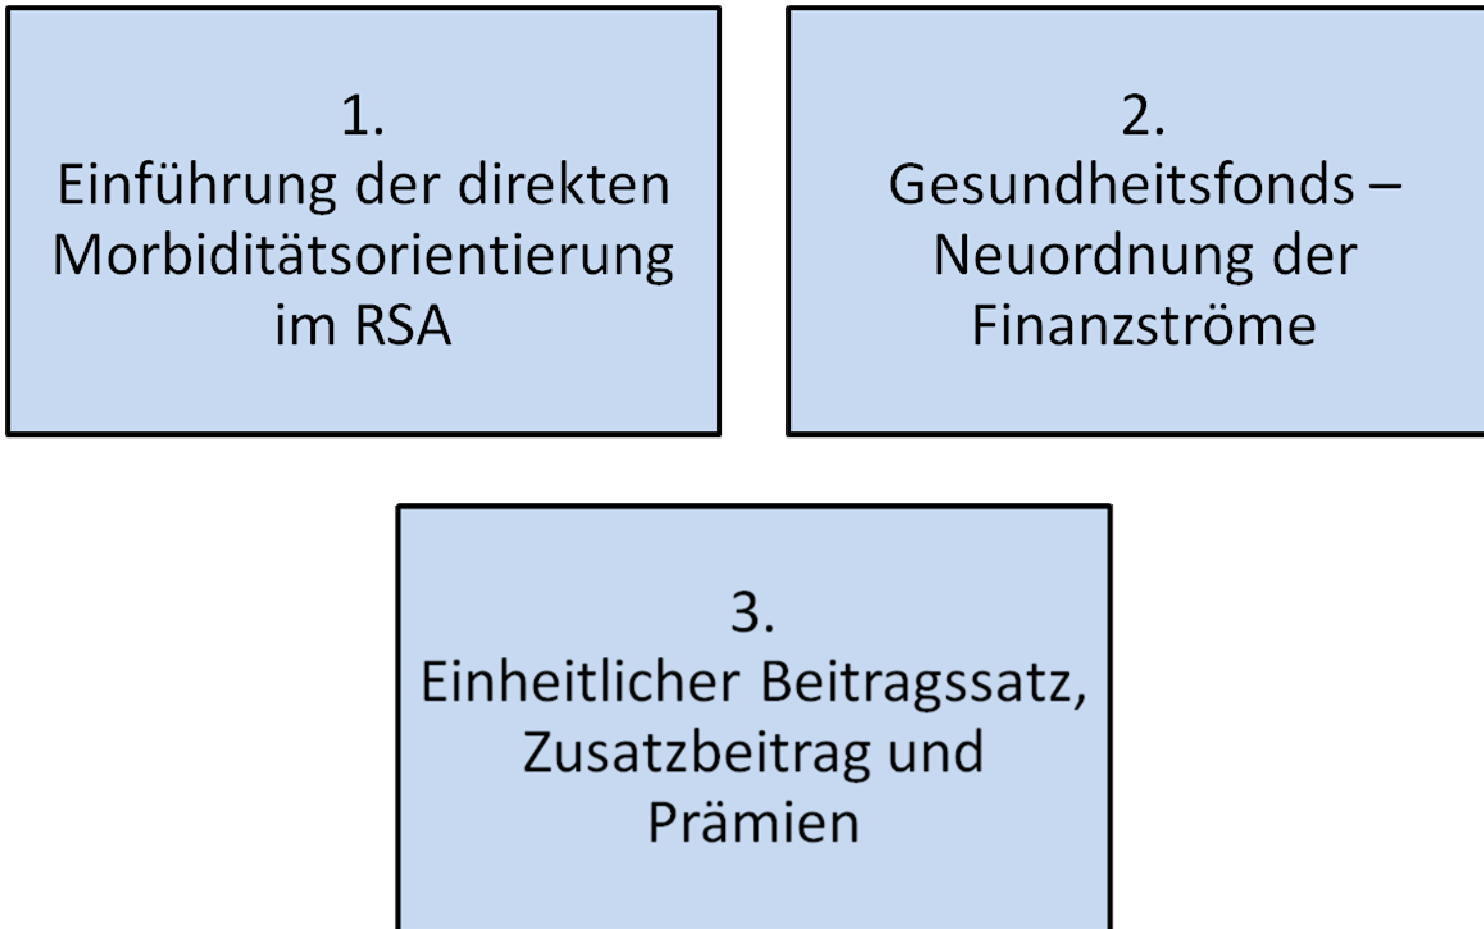 1.
Einführung der direkten
Morbiditätsorientierung
im RSA
2.
Gesundheitsfonds –
Neuordnung der
Finanzströme
3.
Einheitlicher Beitragssatz,
Zusatzbeitrag und
Prämien